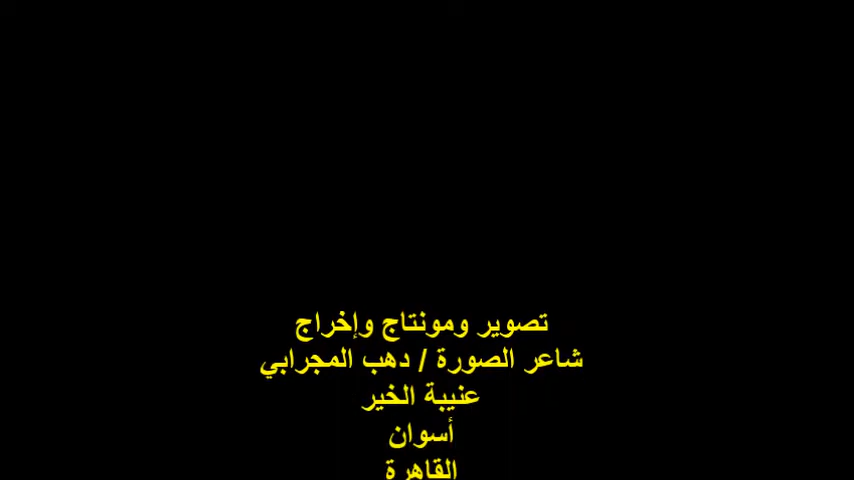 تصوير ومونتاج وإخراج
شاعر الصورة / دهب المجرابي
عنيبة الخير
أسوان
القاهرة